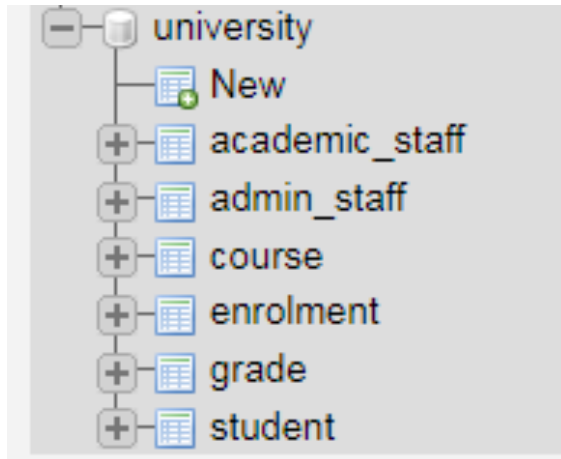 university
New
academic_staff
admin_staff
course
enrolment
grade
student